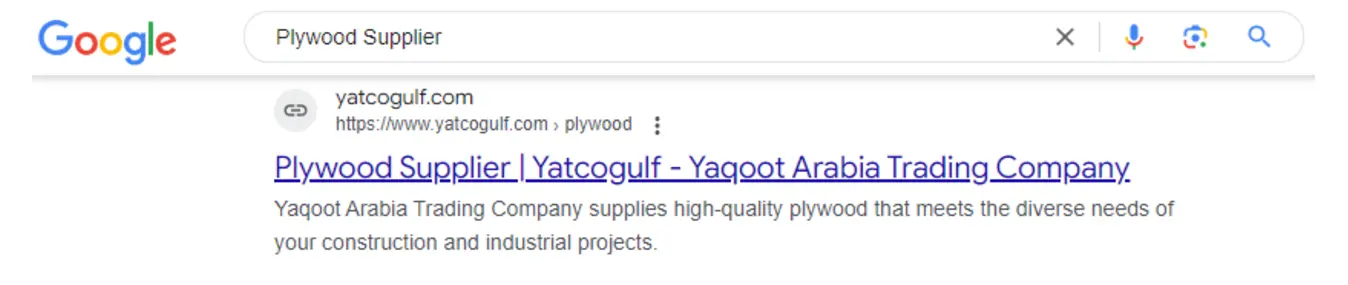 Google
Plywood Supplier
yatcogulf.com
https://www.yatcogulf.com › plywood
Plywood Supplier | Yatcogulf - Yaqoot Arabia Trading Company
Yaqoot Arabia Trading Company supplies high-quality plywood that meets the diverse needs of
your construction and industrial projects.